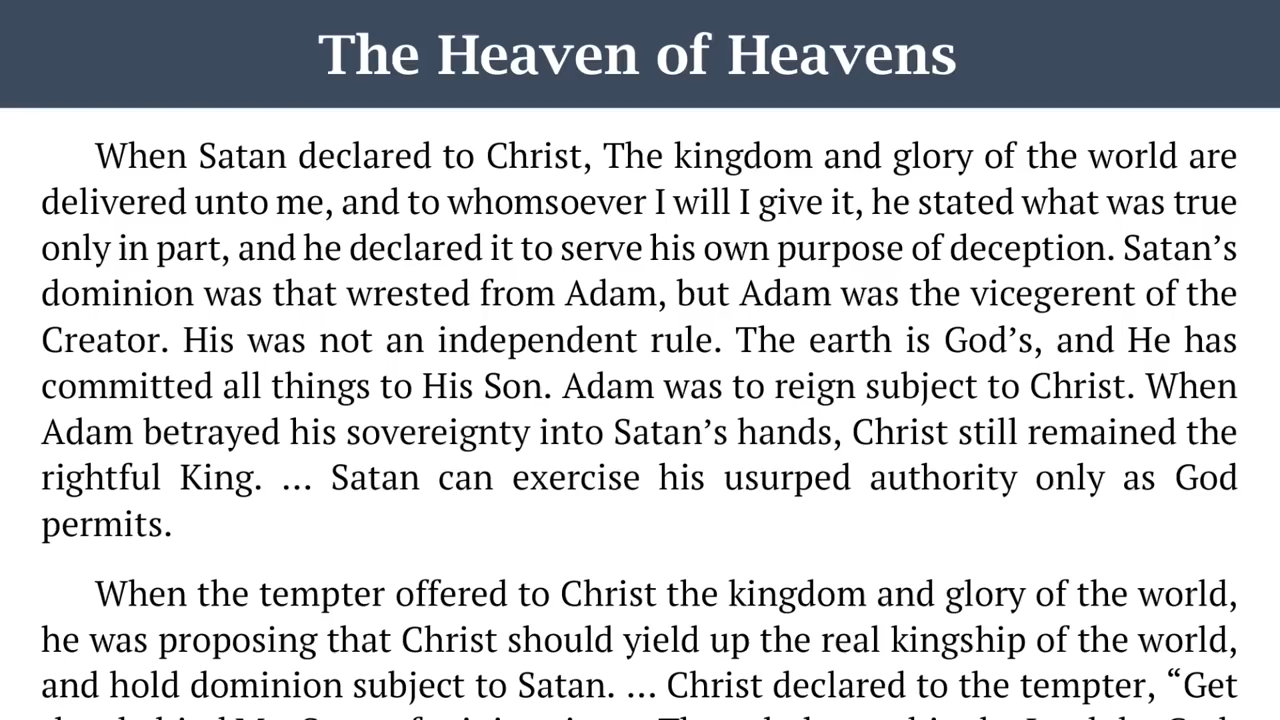 The Heaven of Heavens
When Satan declared to Christ, The kingdom and glory of the world are
delivered unto me, and to whomsoever I will I give it, he stated what was true
only in part, and he declared it to serve his own purpose of deception. Satan’s
dominion was that wrested from Adam, but Adam was the vicegerent of the
Creator. His was not an independent rule. The earth is God’s, and He has
committed all things to His Son. Adam was to reign subject to Christ. When
Adam betrayed his sovereignty into Satan’s hands, Christ still remained the
rightful King. ... Satan can exercise his usurped authority only as God
permits.
When the tempter offered to Christ the kingdom and glory of the world,
he was proposing that Christ should yield up the real kingship of the world,
and hold dominion subject to Satan. ... Christ declared to the tempter, “Get